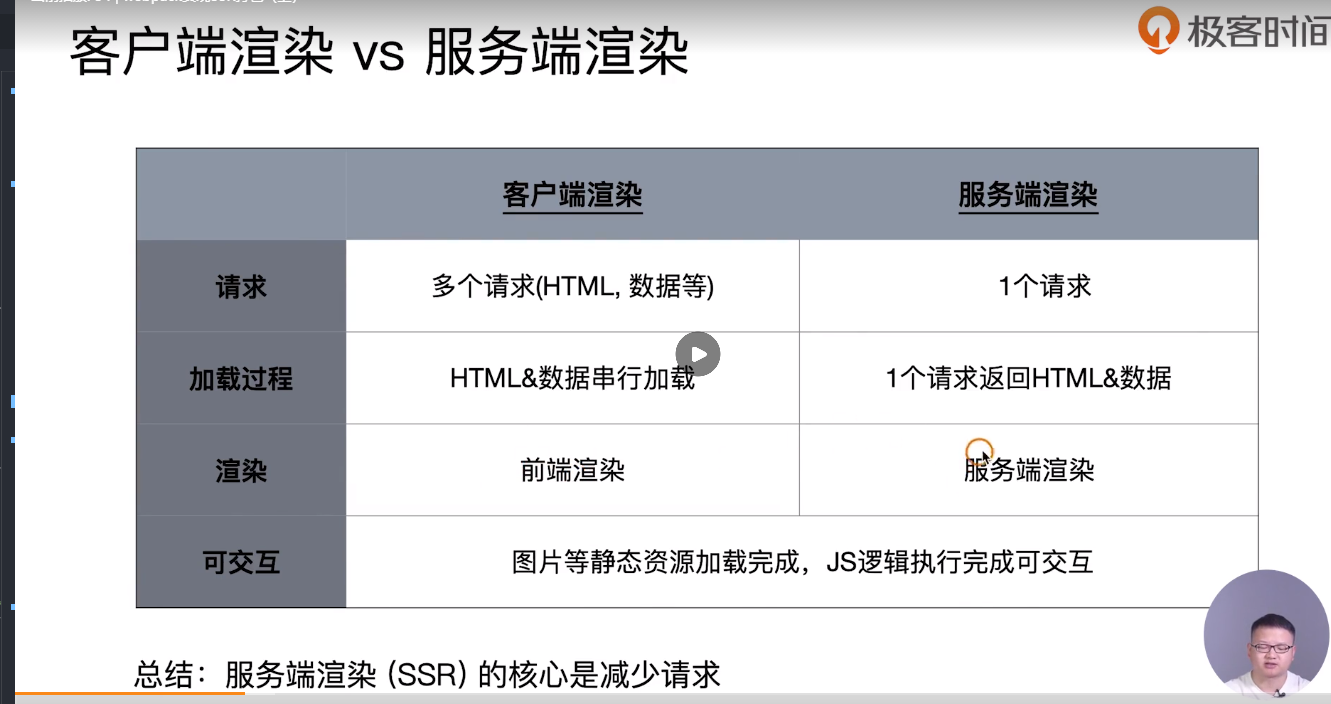 客户端渲染 vs 服务端渲染
极客时间
客户端渲染
服务端渲染
请求
多个请求(HTML, 数据等)
1个请求
加载过程
HTML&数据串行加载
1个请求返回HTML&数据
渲染
前端渲染
服务端渲染
可交互
图片等静态资源加载完成，JS逻辑执行完成可交互
总结：服务端渲染 (SSR) 的核心是减少请求